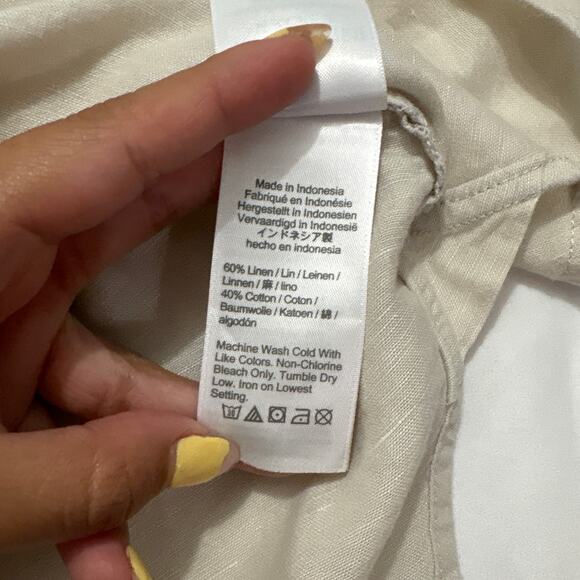 Made in Indonesia
Fabriqué en Indonésie
Hergestellt in Indonesien
Vervaardigd in Indonesië
インドネシア製
hecho en indonesia
60% Linen / Lin / Leinen /
Linnen / 麻 / lino
40% Cotton / Coton /
Baumwolle / Katoen / 綿 /
algodón
Machine Wash Cold With
Like Colors. Non-Chlorine
Bleach Only. Tumble Dry
Low. Iron on Lowest
Setting.
30